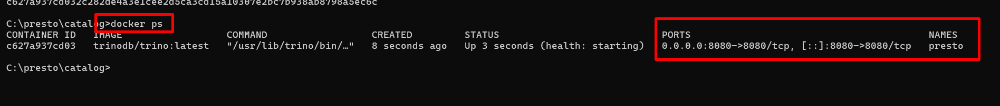 c627a937cd032c282de4a3e1cee2d5ca3cd15a10307e2bc7b938ab8798a5ec6c
C:\presto\catalog>docker ps
CONTAINER ID   IMAGE                  COMMAND                  CREATED         STATUS                            PORTS                                         NAMES
c627a937cd03   trinodb/trino:latest   "/usr/lib/trino/bin/…"   8 seconds ago   Up 3 seconds (health: starting)   0.0.0.0:8080->8080/tcp, [::]:8080->8080/tcp   presto
C:\presto\catalog>